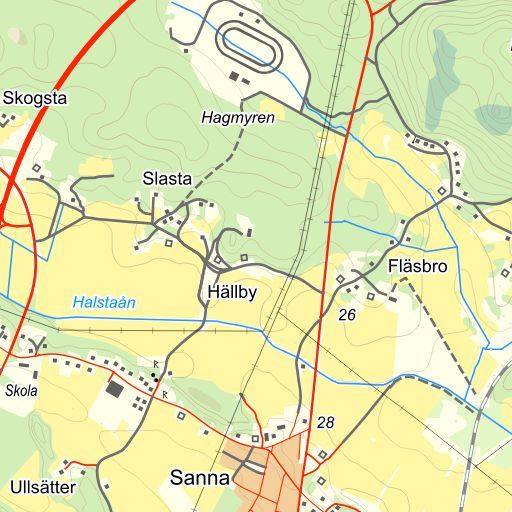 Skogsta
Hagmyren
Slasta
Fläsbro
Hällby
Halstaån
26
R
Skola
R
28
Sanna
Ullsätter